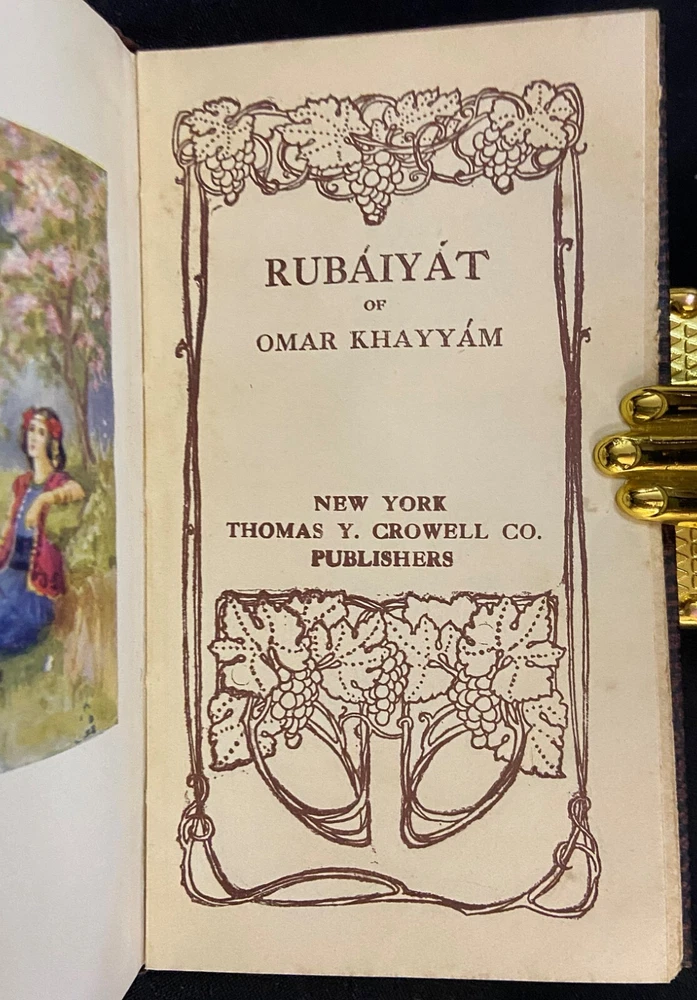 RUBÁIYÁT
OF
OMAR KHAYYÁM
NEW YORK
THOMAS Y. CROWELL CO.
PUBLISHERS